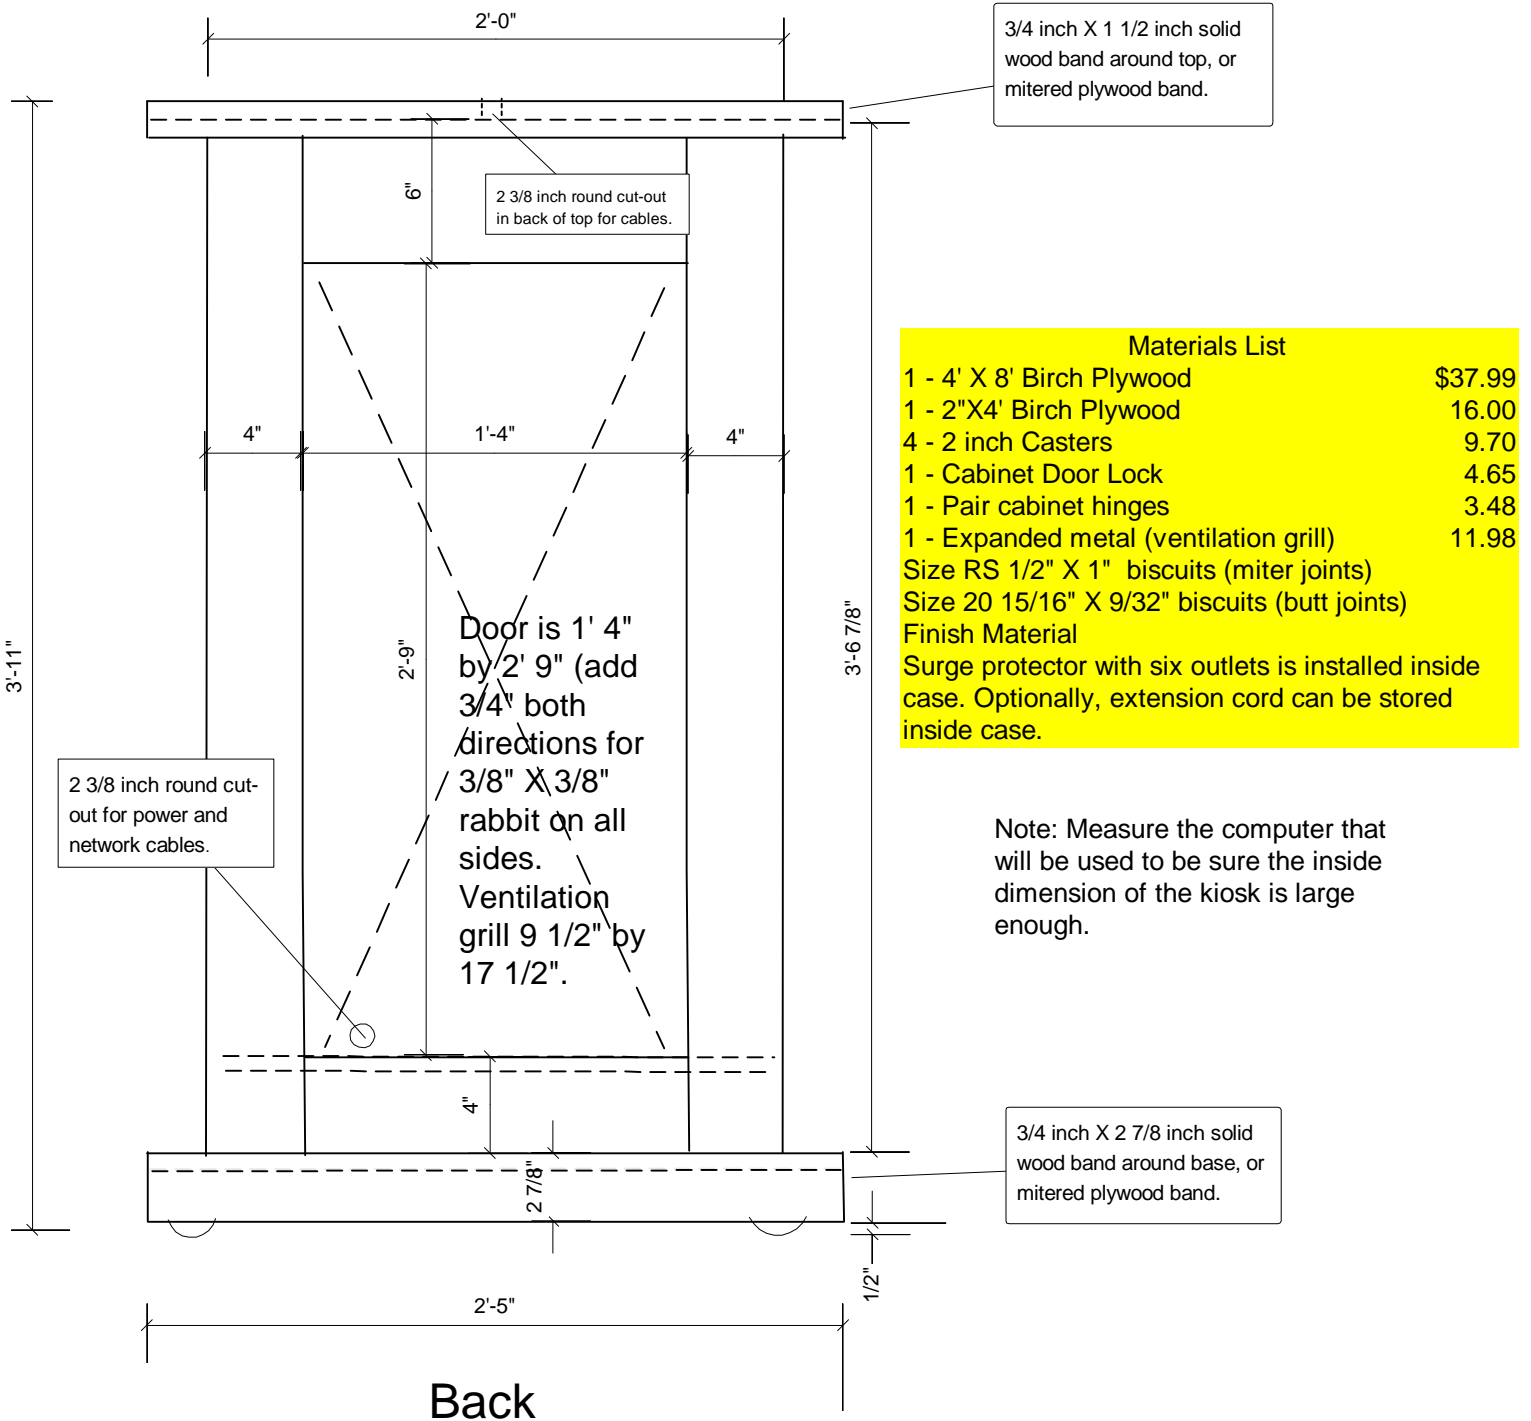 2'-0"
3/4 inch X 1 1/2 inch solid
wood band around top, or
mitered plywood band.
6"
2 3/8 inch round cut-out
in back of top for cables.
Materials List
1 - 4' X 8' Birch Plywood $37.99
1 - 2"X4' Birch Plywood 16.00
4 - 2 inch Casters 9.70
1 - Cabinet Door Lock 4.65
1 - Pair cabinet hinges 3.48
1 - Expanded metal (ventilation grill) 11.98
Size RS 1/2" X 1" biscuits (miter joints)
Size 20 15/16" X 9/32" biscuits (butt joints)
Finish Material
Surge protector with six outlets is installed inside
case. Optionally, extension cord can be stored
inside case.
4"
1'-4"
4"
3'-11"
2'-9"
Door is 1' 4"
by 2' 9" (add
3/4" both
directions for
3/8" X 3/8"
rabbit on all
sides.
Ventilation
grill 9 1/2" by
17 1/2".
3'-6 7/8"
2 3/8 inch round cut-
out for power and
network cables.
Note: Measure the computer that
will be used to be sure the inside
dimension of the kiosk is large
enough.
4"
2 7/8"
3/4 inch X 2 7/8 inch solid
wood band around base, or
mitered plywood band.
1/2"
2'-5"
Back